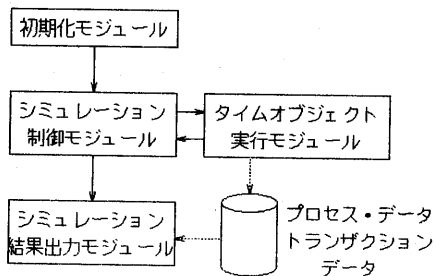 初期化モジュール
シミュレーション
制御モジュール
タイムオブジェクト
実行モジュール
シミュレーション
結果出力モジュール
プロセス・データ
トランザクション
データ